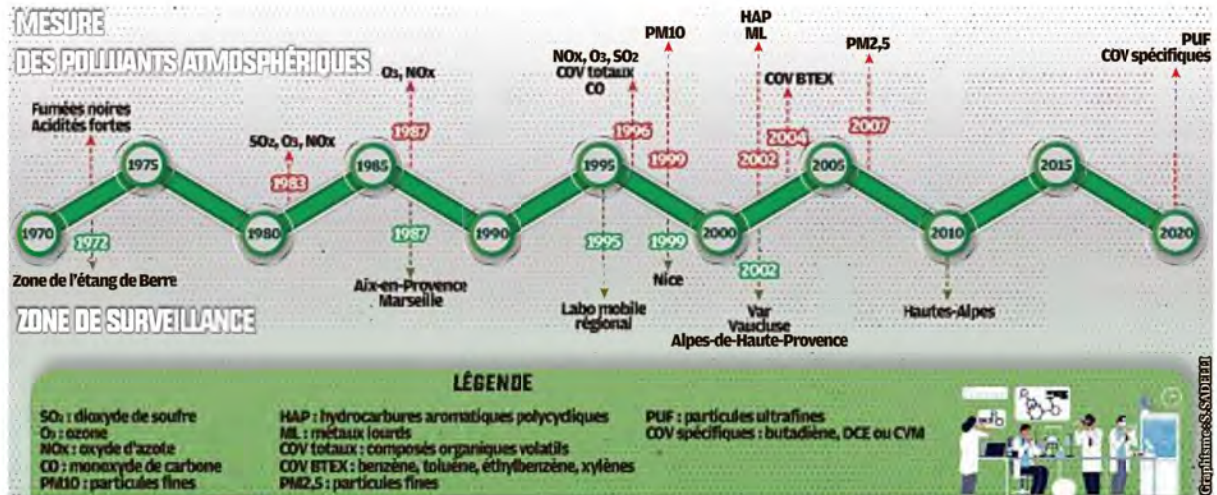 MESURE
DES POLLUANTS ATMOSPHÉRIQUES
Fumées noires
Acidités fortes
SO₂, O₃, NOx
1983
O₃, NOx
1987
NOx, O₃, SO₂
COV totaux
CO
1996
PM10
1999
HAP
ML
2002
COV BTEX
2004
PM2,5
2007
PUF
COV spécifiques
1970
1975
1980
1985
1990
1995
2000
2005
2010
2015
2020
1972
Zone de l'étang de Berre
1987
Aix-en-Provence
Marseille
1995
Labo mobile
régional
1999
Nice
2002
Var
Vaucluse
Alpes-de-Haute-Provence
Hautes-Alpes
ZONE DE SURVEILLANCE
LÉGENDE
SO₂ : dioxyde de soufre
O₃ : ozone
NOx : oxyde d'azote
CO : monoxyde de carbone
PM10 : particules fines
HAP : hydrocarbures aromatiques polycycliques
ML : métaux lourds
COV totaux : composés organiques volatils
COV BTEX : benzène, toluène, éthylbenzène, xylènes
PM2,5 : particules fines
PUF : particules ultrafines
COV spécifiques : butadiène, DCE ou CVM
Graphisme: S. SADELLI